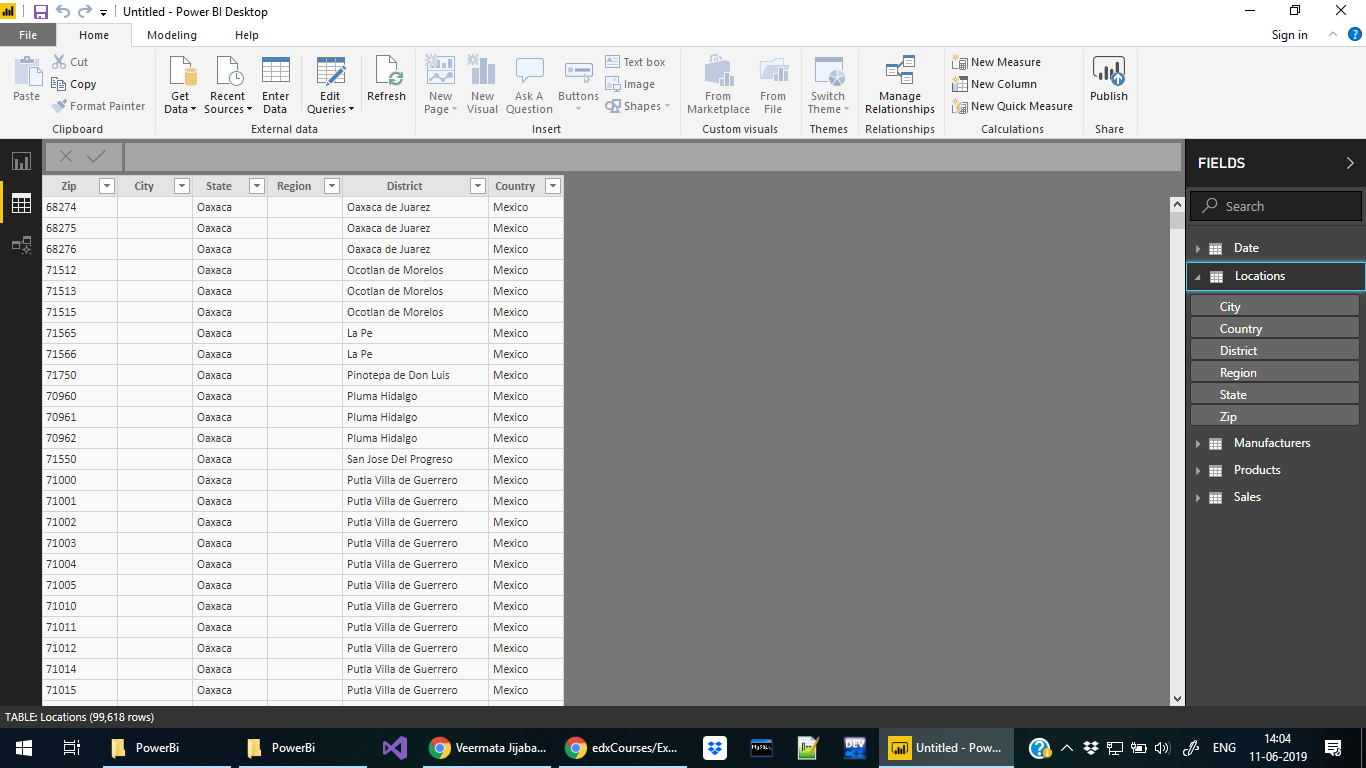 Untitled - Power BI Desktop
File Home Modeling Help Sign in
Paste Cut Copy Format Painter
Clipboard
Get Data Recent Sources Enter Data Edit Queries Refresh
External data
New Page New Visual Ask A Question Buttons Text box Image Shapes
Insert
From Marketplace From File
Custom visuals
Switch Theme
Themes
Manage Relationships
Relationships
New Measure New Column New Quick Measure
Calculations
Publish
Share
Zip City State Region District Country
68274 Oaxaca Oaxaca de Juarez Mexico
68275 Oaxaca Oaxaca de Juarez Mexico
68276 Oaxaca Oaxaca de Juarez Mexico
71512 Oaxaca Ocotlan de Morelos Mexico
71513 Oaxaca Ocotlan de Morelos Mexico
71515 Oaxaca Ocotlan de Morelos Mexico
71565 Oaxaca La Pe Mexico
71566 Oaxaca La Pe Mexico
71750 Oaxaca Pinotepa de Don Luis Mexico
70960 Oaxaca Pluma Hidalgo Mexico
70961 Oaxaca Pluma Hidalgo Mexico
70962 Oaxaca Pluma Hidalgo Mexico
71550 Oaxaca San Jose Del Progreso Mexico
71000 Oaxaca Putla Villa de Guerrero Mexico
71001 Oaxaca Putla Villa de Guerrero Mexico
71002 Oaxaca Putla Villa de Guerrero Mexico
71003 Oaxaca Putla Villa de Guerrero Mexico
71004 Oaxaca Putla Villa de Guerrero Mexico
71005 Oaxaca Putla Villa de Guerrero Mexico
71010 Oaxaca Putla Villa de Guerrero Mexico
71011 Oaxaca Putla Villa de Guerrero Mexico
71012 Oaxaca Putla Villa de Guerrero Mexico
71014 Oaxaca Putla Villa de Guerrero Mexico
71015 Oaxaca Putla Villa de Guerrero Mexico
FIELDS
Search
Date
Locations
City
Country
District
Region
State
Zip
Manufacturers
Products
Sales
TABLE: Locations (99,618 rows)
PowerBi PowerBi Veermata Jijaba... edxCourses/Ex... MySQL DEV Untitled - Pow... ENG 14:04
11-06-2019